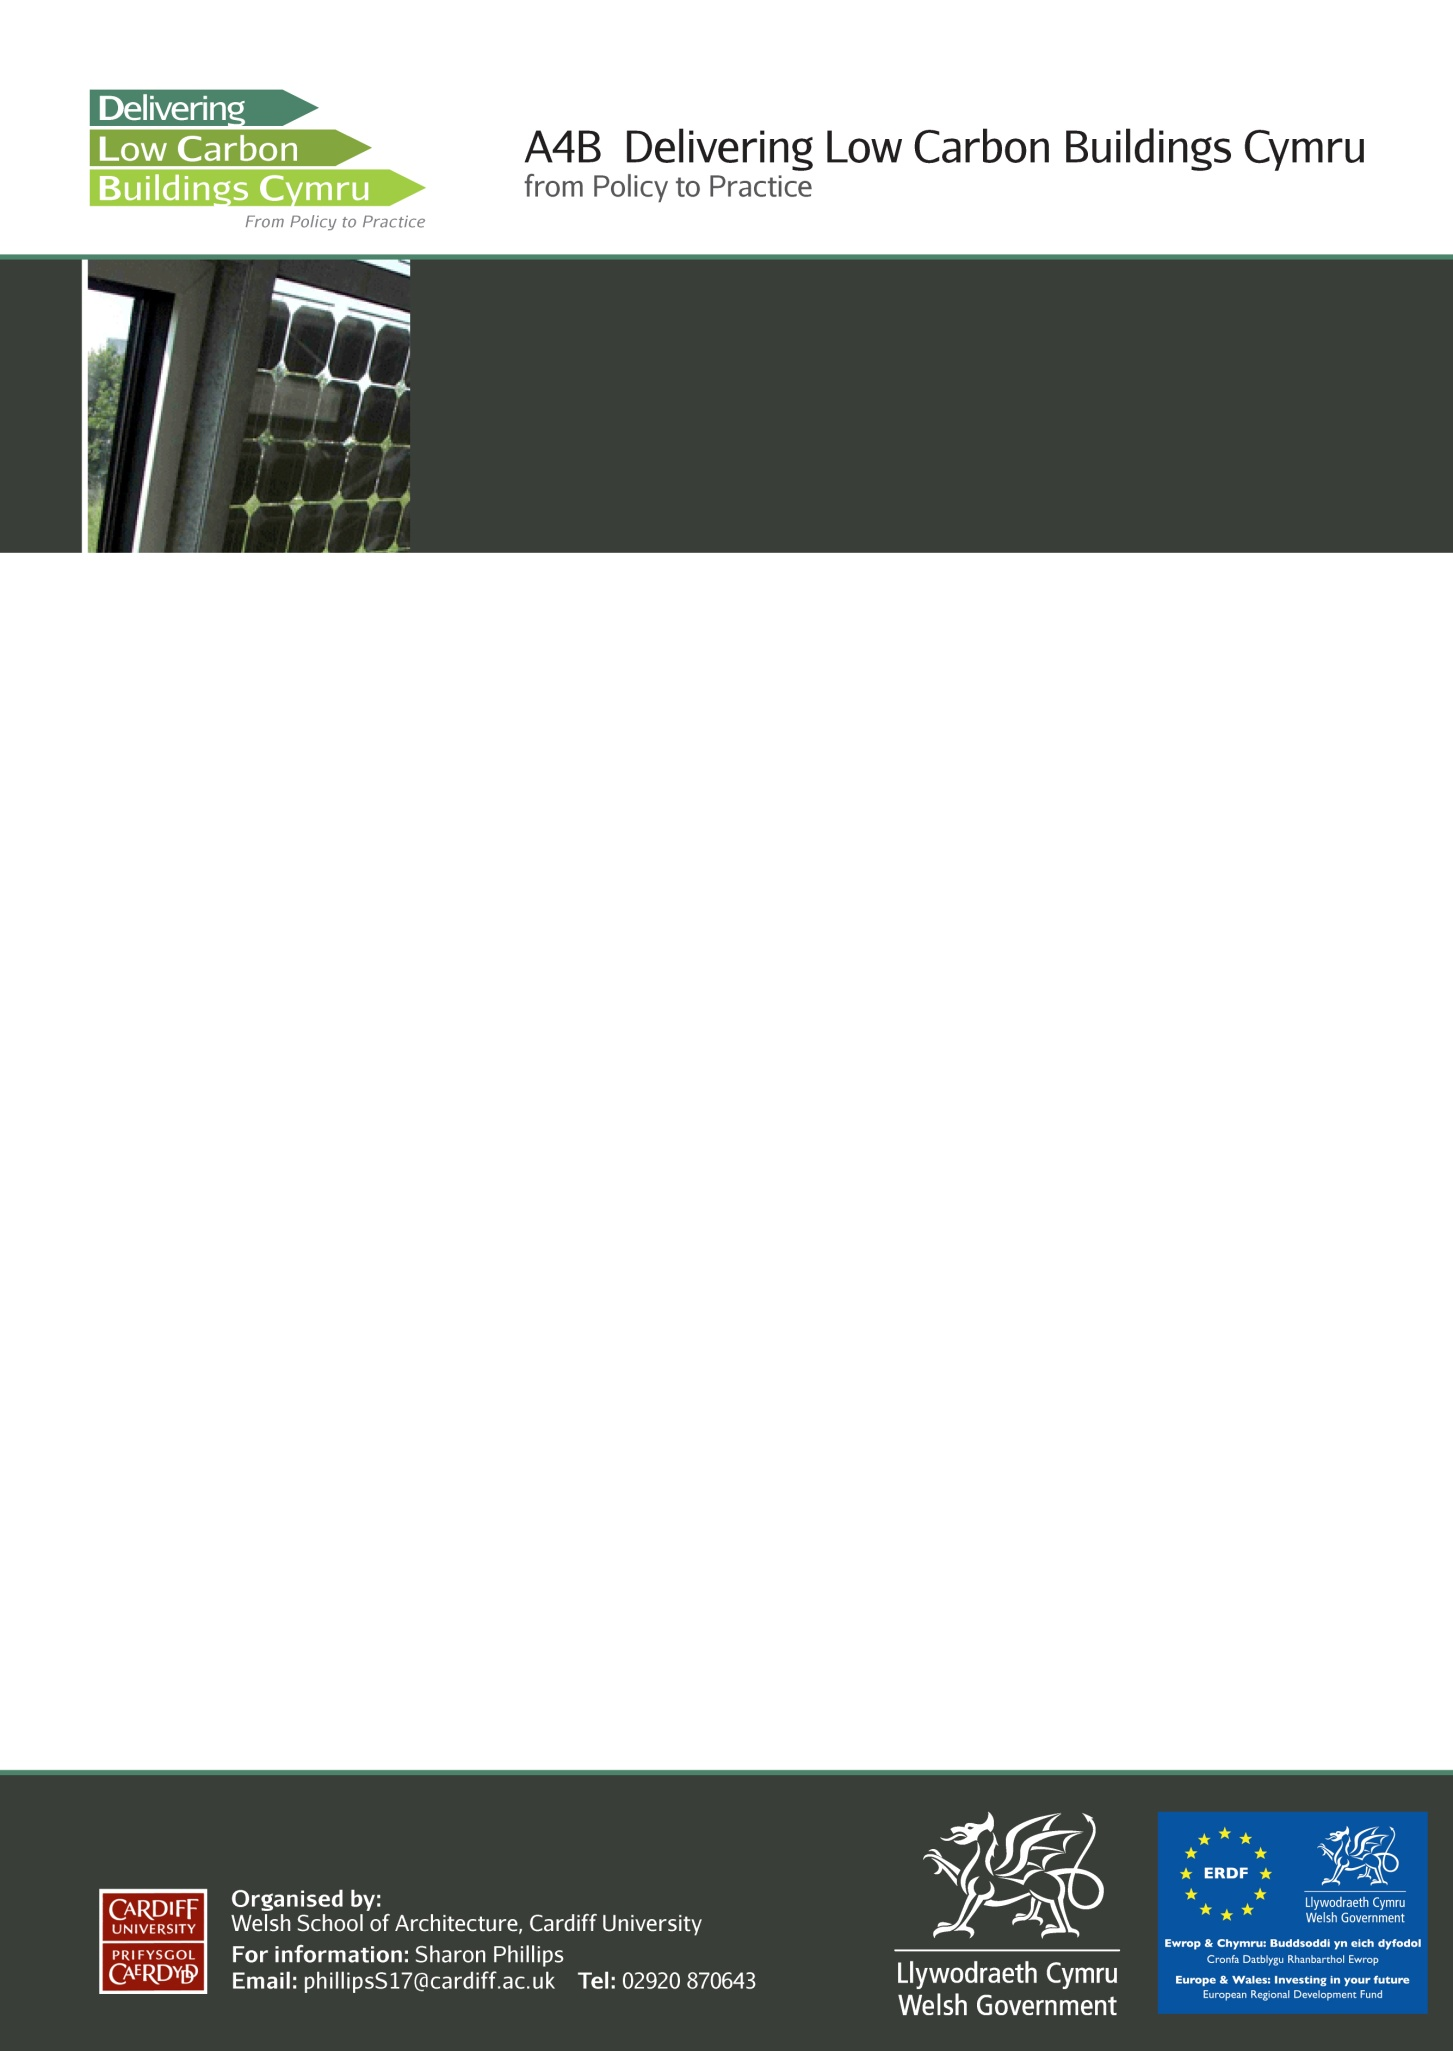 Delivering
Low Carbon
Buildings Cymru
From Policy to Practice
A4B Delivering Low Carbon Buildings Cymru
from Policy to Practice
CARDIFF
UNIVERSITY
PRIFYSGOL
CAERDYDD
Organised by:
Welsh School of Architecture, Cardiff University
For information: Sharon Phillips
Email: phillipsS17@cardiff.ac.uk Tel: 02920 870643
Llywodraeth Cymru
Welsh Government
ERDF
Llywodraeth Cymru
Welsh Government
Ewrop & Chymru: Buddsoddi yn eich dyfodol
Cronfa Datblygu Rhanbarthol Ewrop
Europe & Wales: Investing in your future
European Regional Development Fund